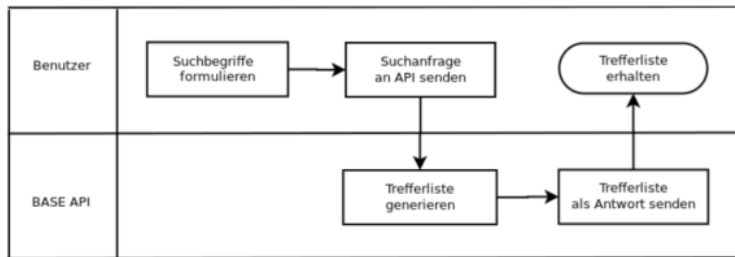 Benutzer
Suchbegriffe
formulieren
Suchanfrage
an API senden
Trefferliste
erhalten
BASE API
Trefferliste
generieren
Trefferliste
als Antwort senden